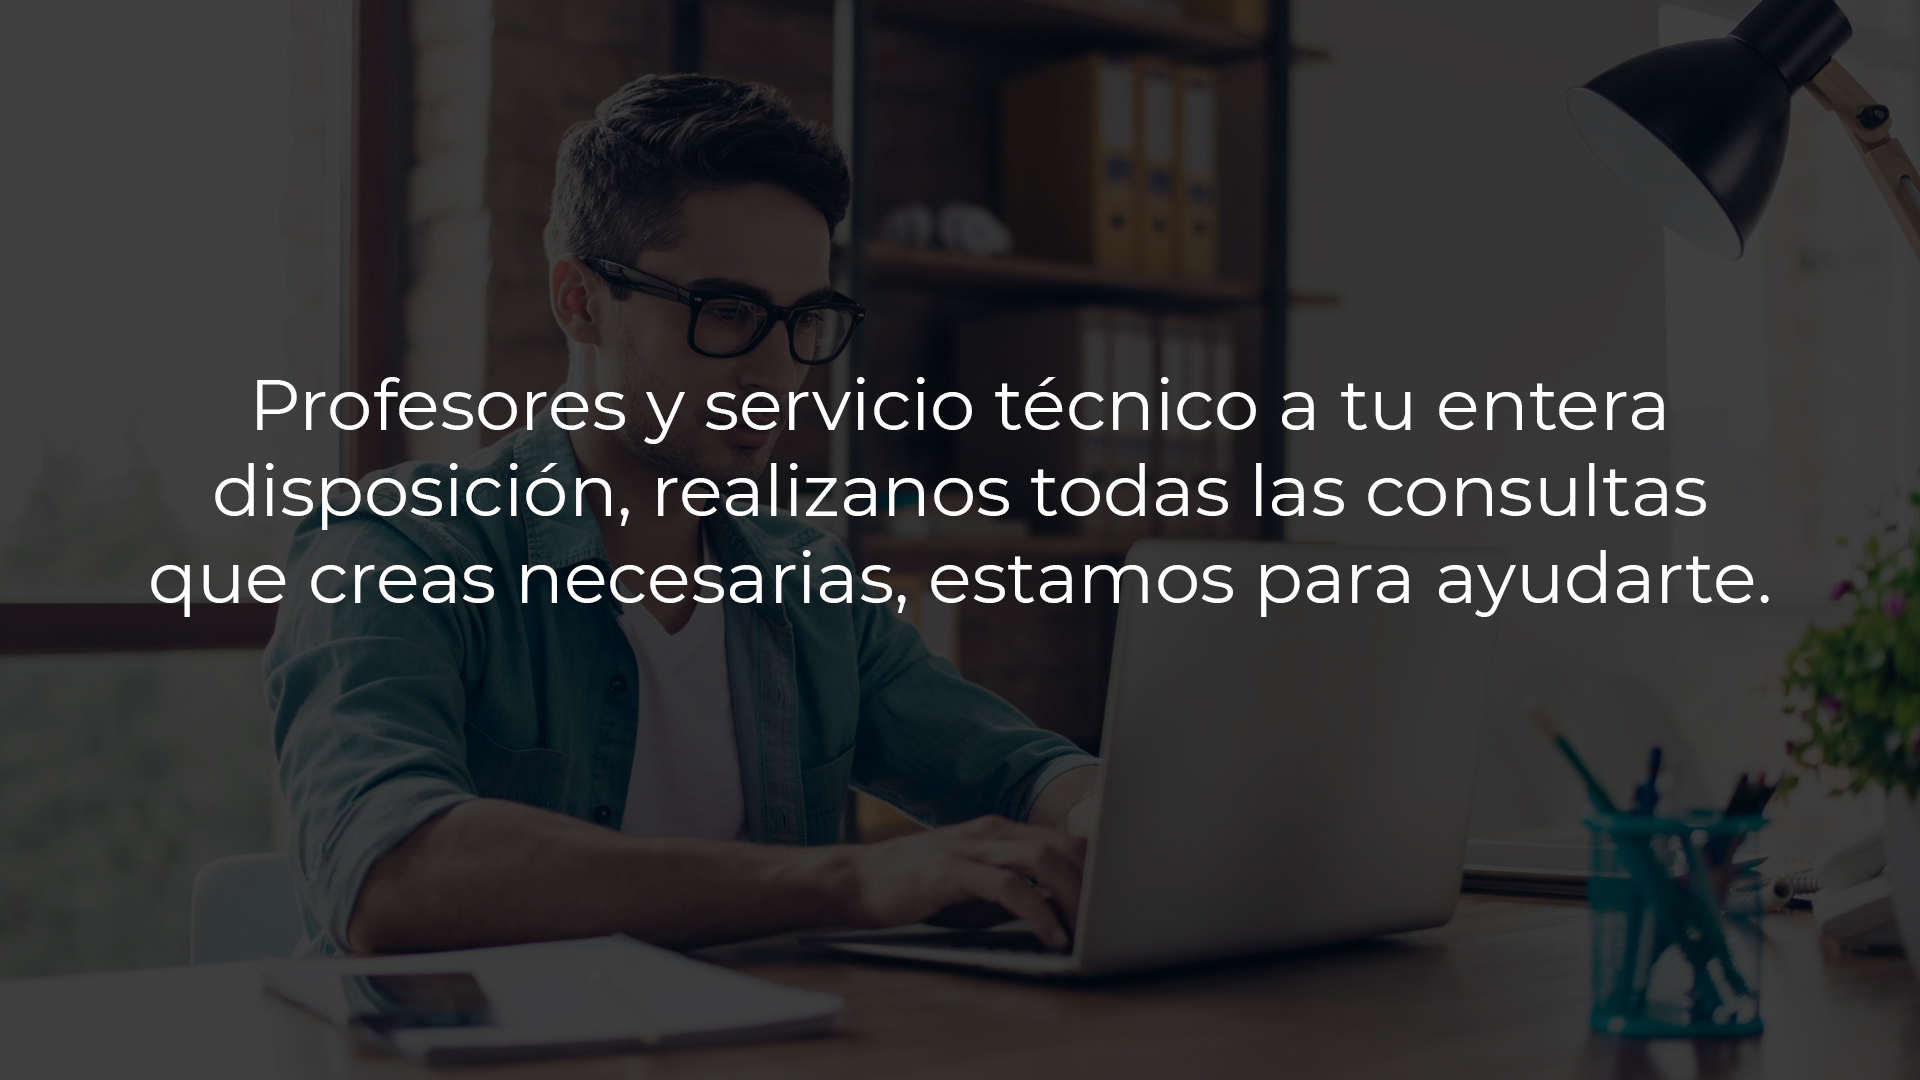 Profesores y servicio técnico a tu entera
disposición, realizanos todas las consultas
que creas necesarias, estamos para ayudarte.